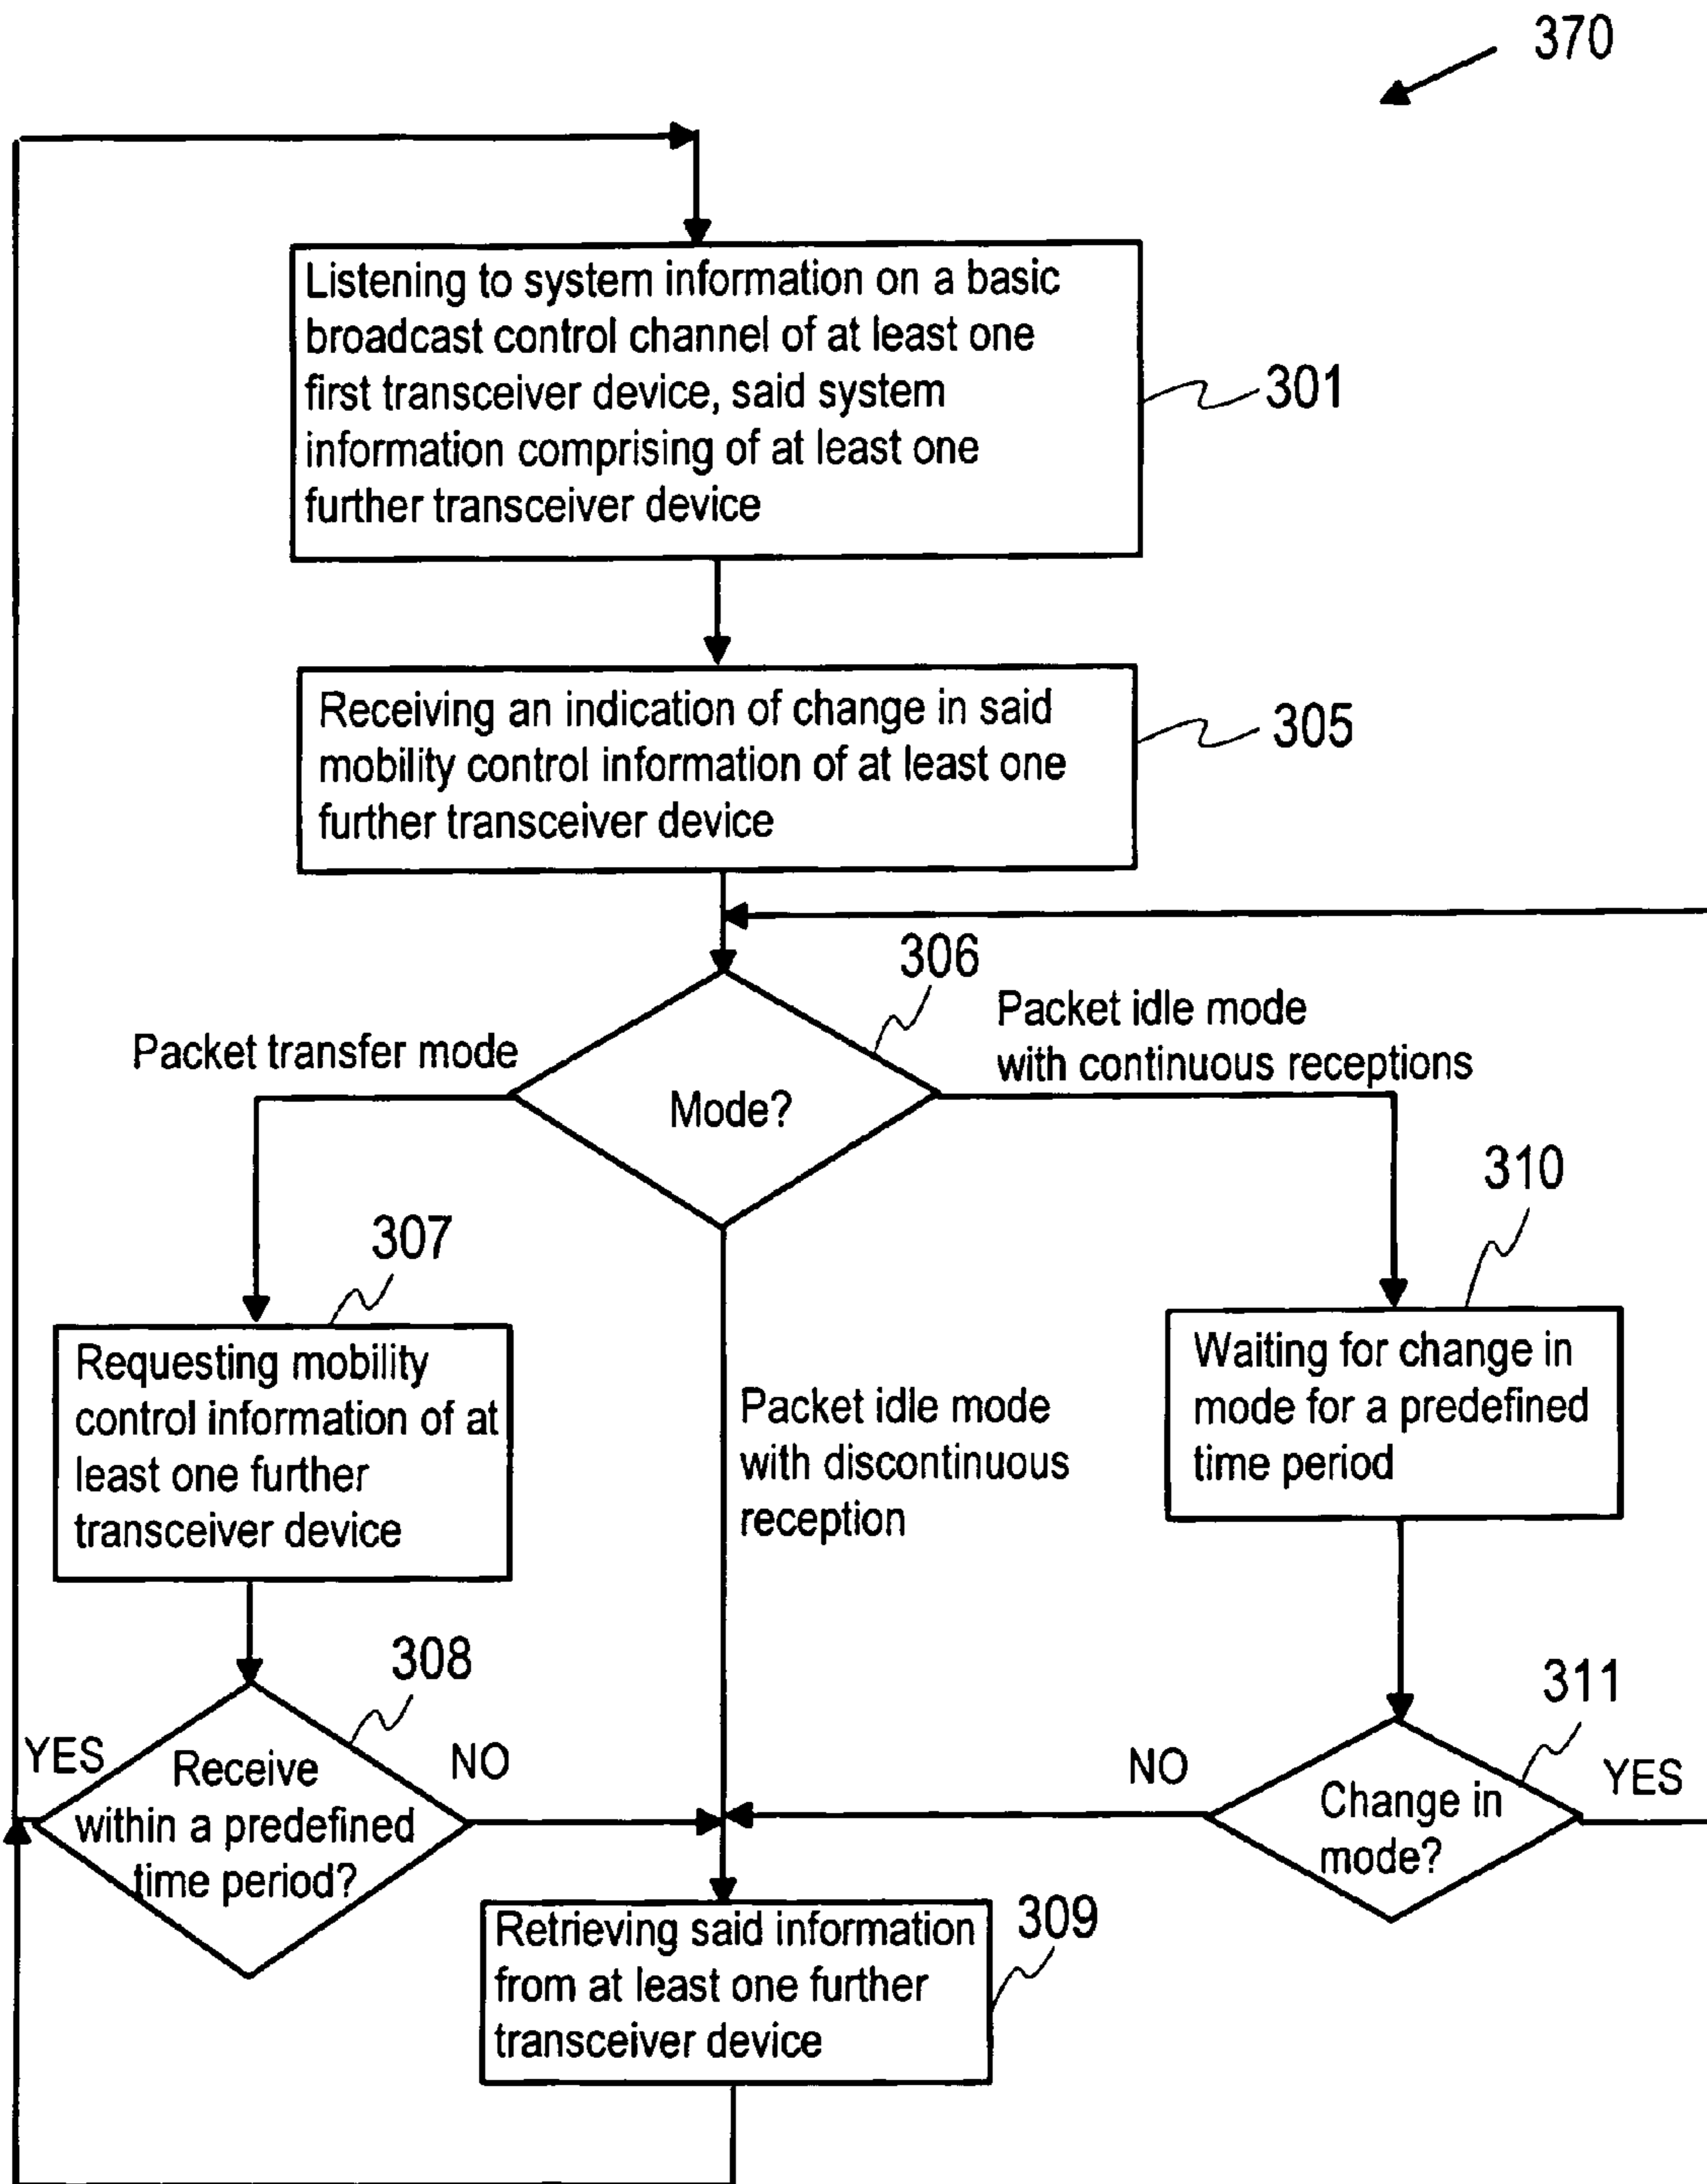 370
Listening to system information on a basic
broadcast control channel of at least one
first transceiver device, said system
information comprising of at least one
further transceiver device
301
Receiving an indication of change in said
mobility control information of at least one
further transceiver device
305
306
Packet transfer mode
Packet idle mode
with continuous receptions
Mode?
310
307
Requesting mobility
control information of at
least one further
transceiver device
Packet idle mode
with discontinuous
reception
Waiting for change in
mode for a predefined
time period
308
311
YES
Receive
within a predefined
time period?
NO
NO
Change in
mode?
YES
Retrieving said information
from at least one further
transceiver device
309